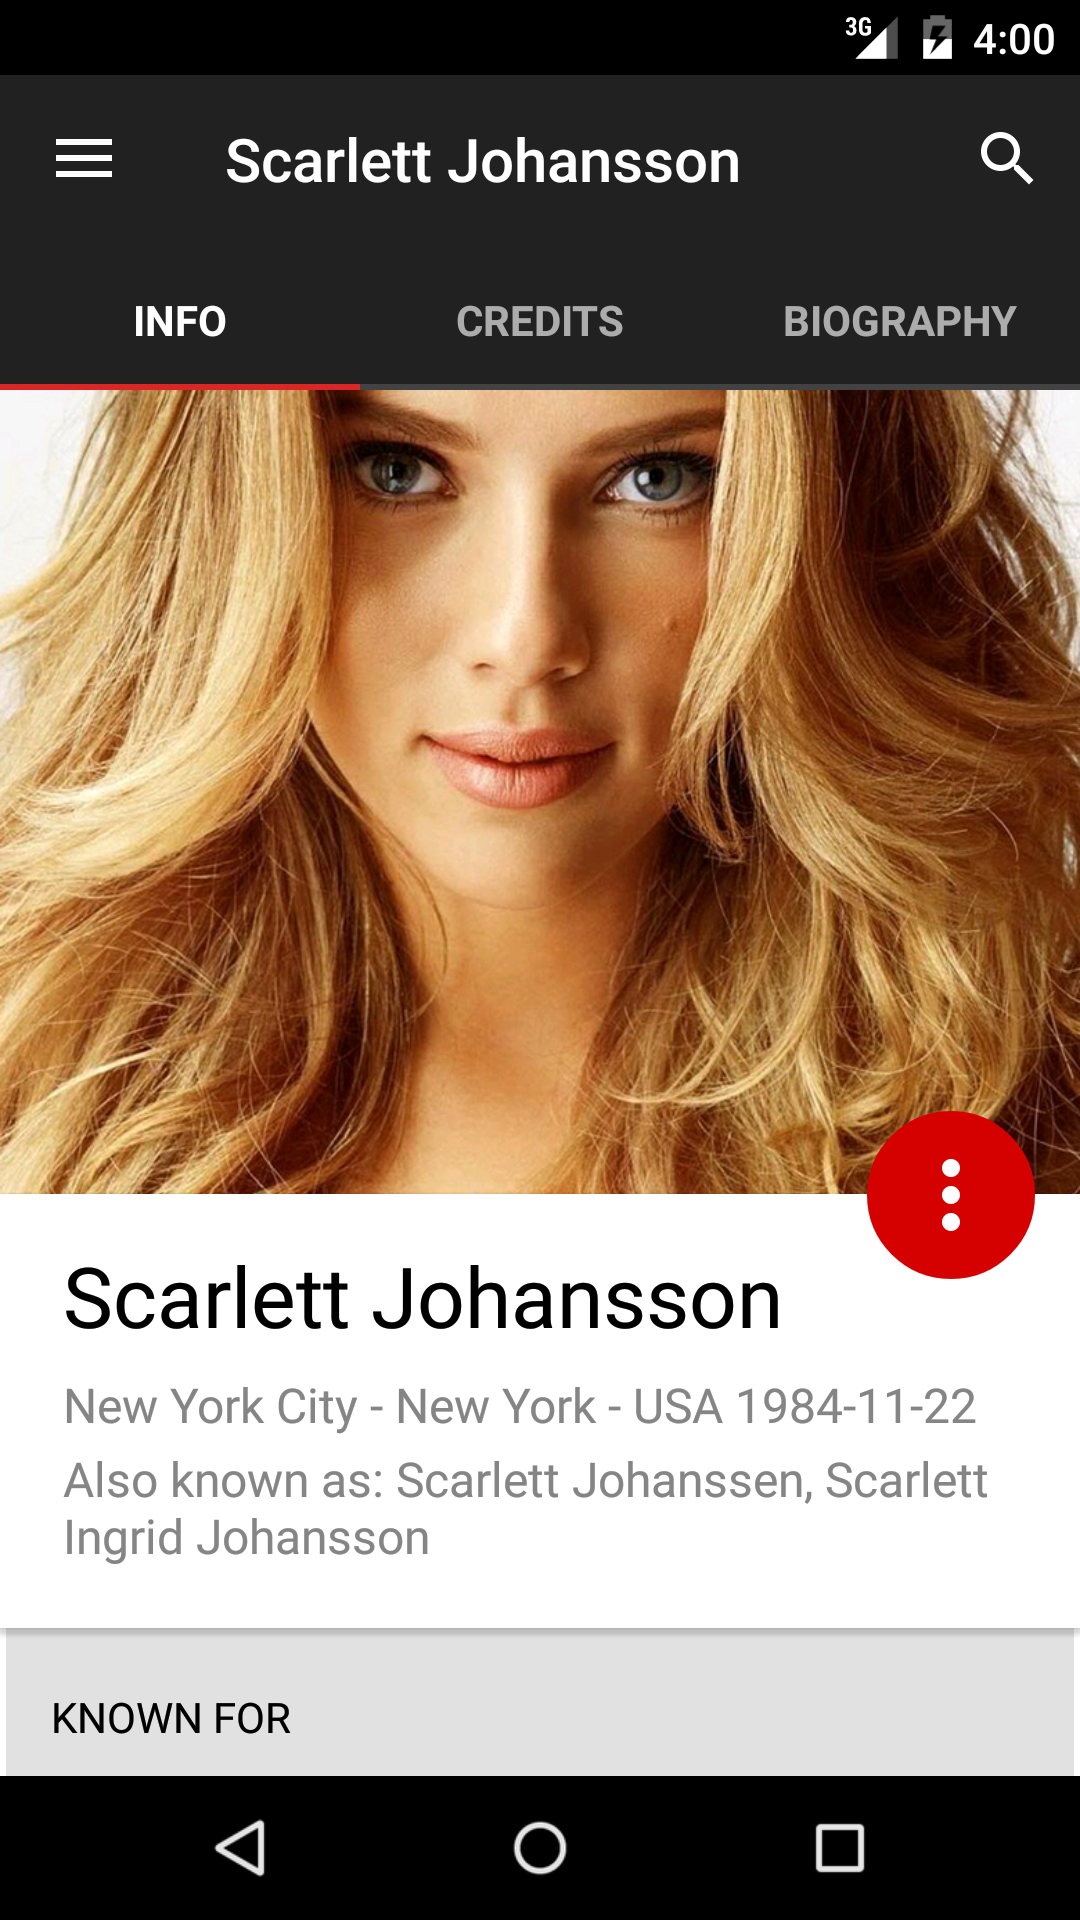 3G 4:00
Scarlett Johansson
INFO CREDITS BIOGRAPHY
Scarlett Johansson
New York City - New York - USA 1984-11-22
Also known as: Scarlett Johanssen, Scarlett
Ingrid Johansson
KNOWN FOR